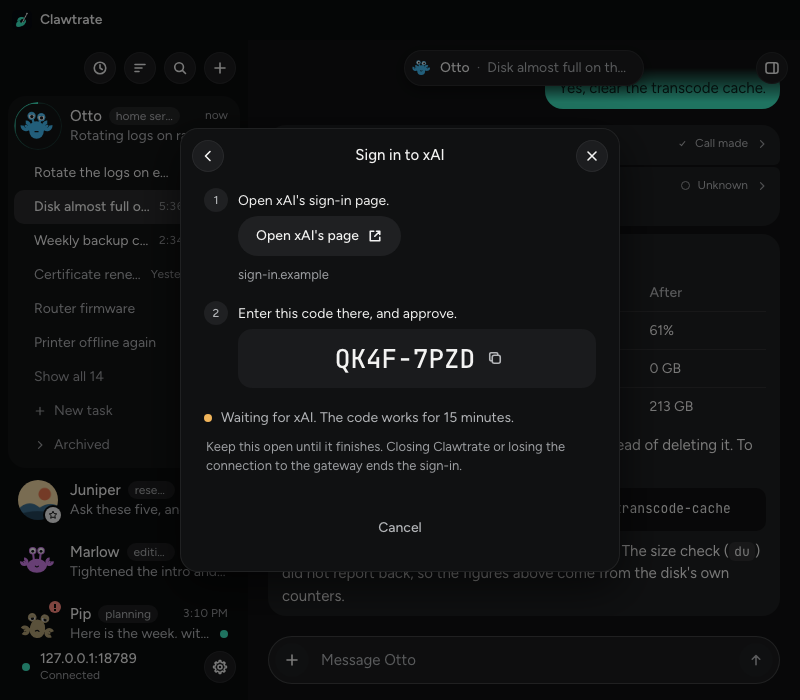 Clawtrate
Otto · Disk almost full on th...
Otto home ser... now
Rotating logs on
Rotate the logs on e...
Disk almost full o... 5:36
Weekly backup c... 2:34
Certificate rene... Yeste
Router firmware
Printer offline again
Show all 14
+ New task
Archived
Juniper rese...
Ask these five, an
Marlow editi...
Tightened the intro and...
Pip planning 3:10 PM
Here is the week. wit...
127.0.0.1:18789
Connected
Yes, clear the transcode cache.
Call made
Unknown
After
61%
0 GB
213 GB
ead of deleting it. To
transcode-cache
The size check ( du )
did not report back, so the figures above come from the disk's own
counters.
Message Otto
Sign in to xAI
1 Open xAI's sign-in page.
Open xAI's page
sign-in.example
2 Enter this code there, and approve.
QK4F-7PZD
Waiting for xAI. The code works for 15 minutes.
Keep this open until it finishes. Closing Clawtrate or losing the
connection to the gateway ends the sign-in.
Cancel